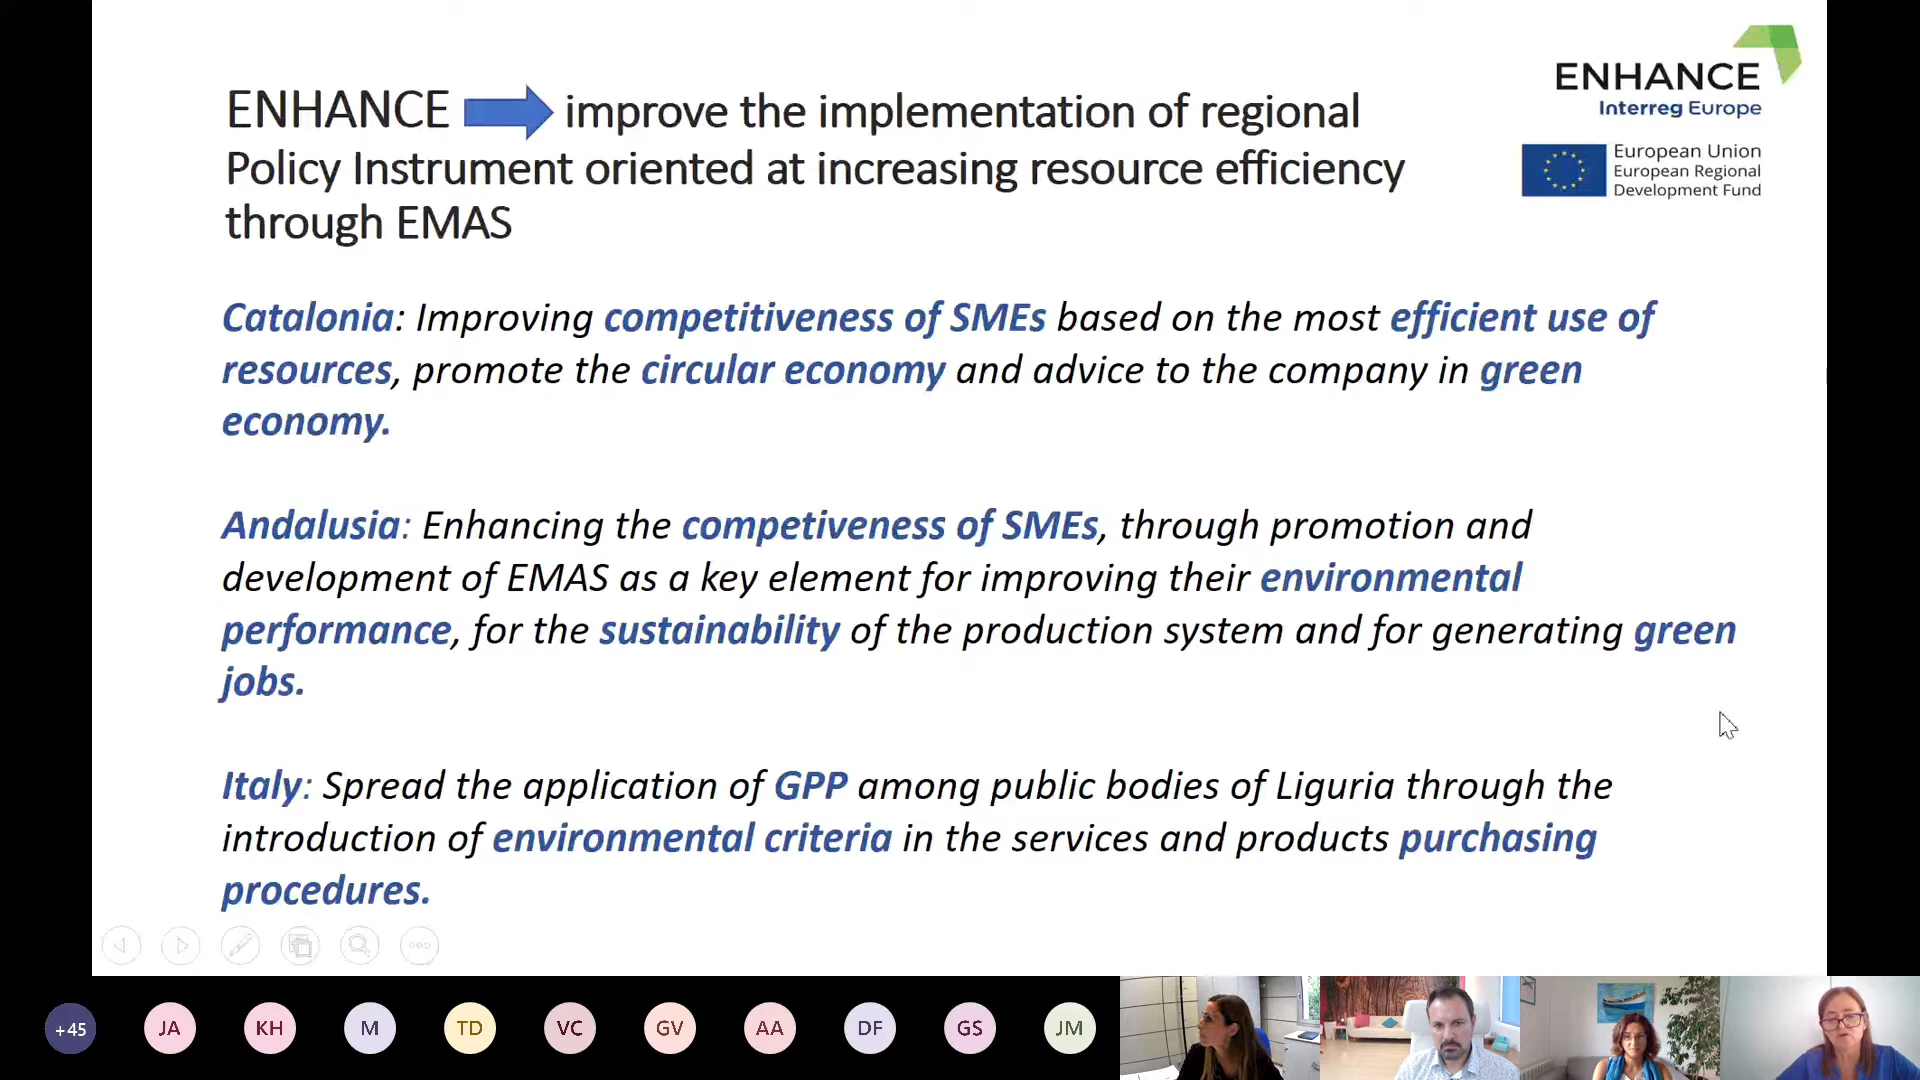 ENHANCE improve the implementation of regional
Policy Instrument oriented at increasing resource efficiency
through EMAS
ENHANCE
Interreg Europe
European Union
European Regional
Development Fund
Catalonia: Improving competitiveness of SMEs based on the most efficient use of
resources, promote the circular economy and advice to the company in green
economy.
Andalusia: Enhancing the competiveness of SMEs, through promotion and
development of EMAS as a key element for improving their environmental
performance, for the sustainability of the production system and for generating green
jobs.
Italy: Spread the application of GPP among public bodies of Liguria through the
introduction of environmental criteria in the services and products purchasing
procedures.
+45 JA KH M TD VC GV AA DF GS JM